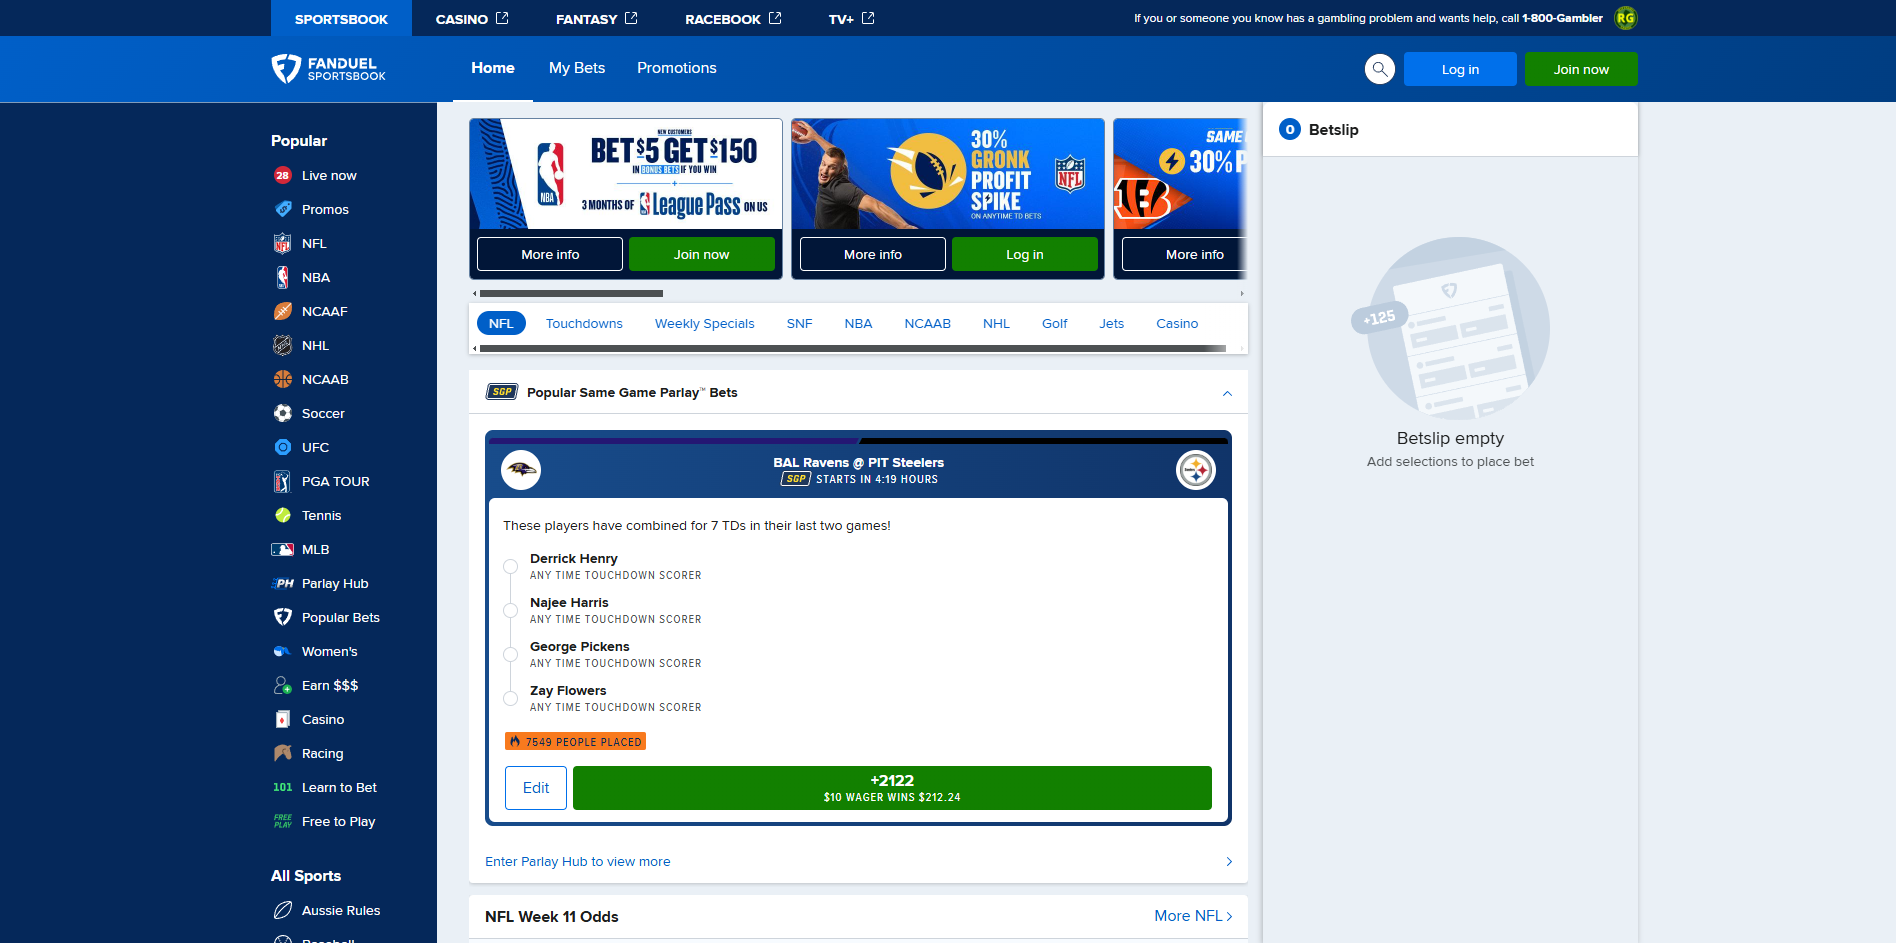 SPORTSBOOK
CASINO
FANTASY
RACEBOOK
TV+
If you or someone you know has a gambling problem and wants help, call 1-800-Gambler
RG
FANDUEL
SPORTSBOOK
Home
My Bets
Promotions
Log in
Join now
Popular
28 Live now
Promos
NFL
NBA
NCAAF
NHL
NCAAB
Soccer
UFC
PGA TOUR
Tennis
MLB
PH Parlay Hub
Popular Bets
Women's
Earn $$$
Casino
Racing
101 Learn to Bet
FREE PLAY Free to Play
All Sports
Aussie Rules
Baseball
NEW CUSTOMERS
BET $5 GET $150
IN BONUS BETS IF YOU WIN
+
3 MONTHS OF League Pass ON US
NBA
More info
Join now
30%
GRONK
PROFIT
SPIKE
ON ANYTIME TD BETS
NFL
More info
Log in
SAME
30% P
More info
NFL
Touchdowns
Weekly Specials
SNF
NBA
NCAAB
NHL
Golf
Jets
Casino
SGP Popular Same Game Parlay™ Bets
BAL Ravens @ PIT Steelers
SGP STARTS IN 4:19 HOURS
These players have combined for 7 TDs in their last two games!
Derrick Henry
ANY TIME TOUCHDOWN SCORER
Najee Harris
ANY TIME TOUCHDOWN SCORER
George Pickens
ANY TIME TOUCHDOWN SCORER
Zay Flowers
ANY TIME TOUCHDOWN SCORER
7549 PEOPLE PLACED
Edit
+2122
$10 WAGER WINS $212.24
Enter Parlay Hub to view more
NFL Week 11 Odds
More NFL
0 Betslip
+125
Betslip empty
Add selections to place bet